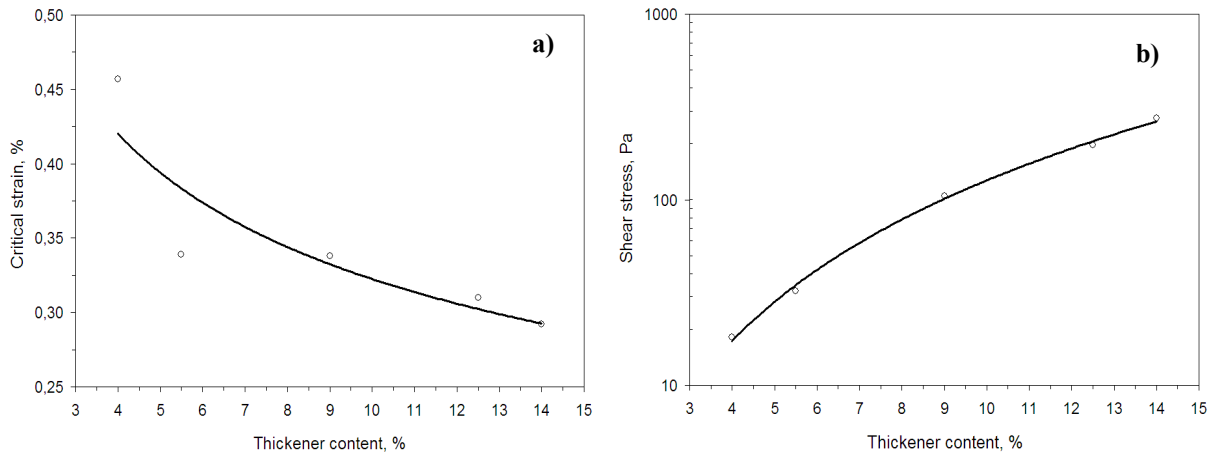 a)
0,50
0,45
0,40
0,35
0,30
0,25
Critical strain, %
3 4 5 6 7 8 9 10 11 12 13 14 15
Thickener content, %
b)
1000
100
10
Shear stress, Pa
3 4 5 6 7 8 9 10 11 12 13 14 15
Thickener content, %